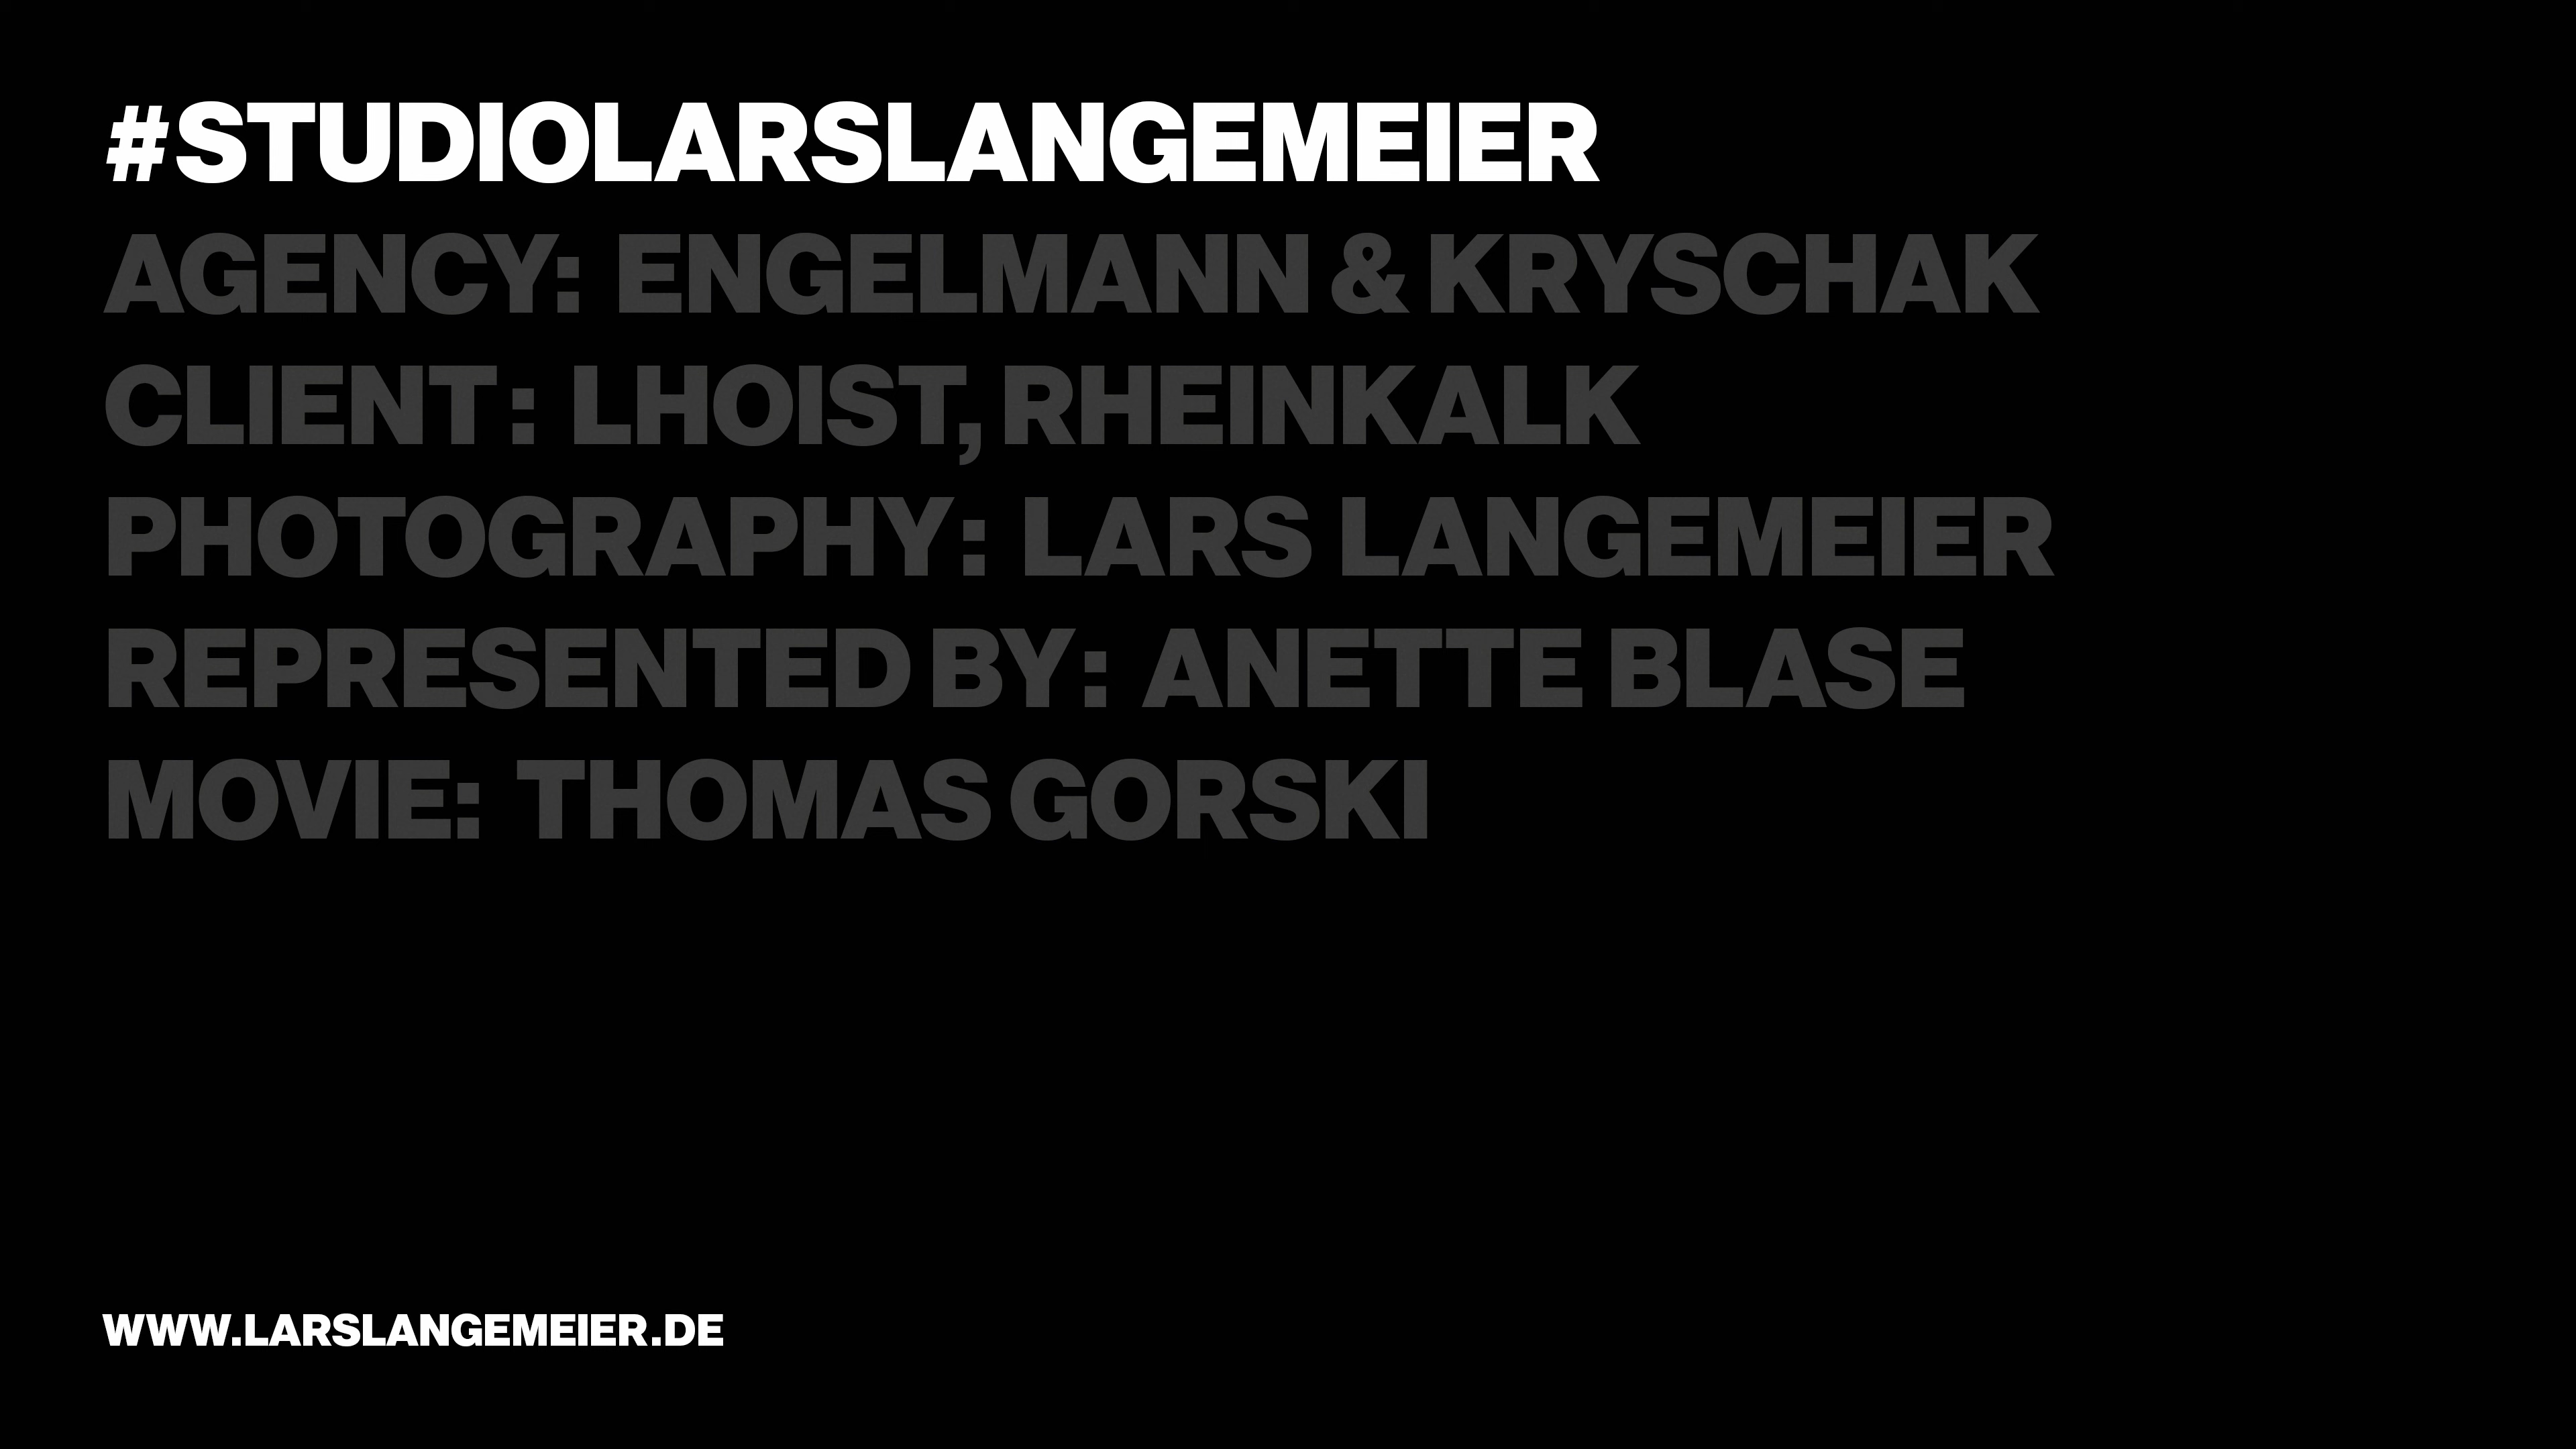 #STUDIOLARSLANGEMEIER
AGENCY: ENGELMANN & KRYSCHAK
CLIENT: LHOIST, RHEINKALK
PHOTOGRAPHY: LARS LANGEMEIER
REPRESENTED BY: ANETTE BLASE
MOVIE: THOMAS GORSKI
WWW.LARSLANGEMEIER.DE